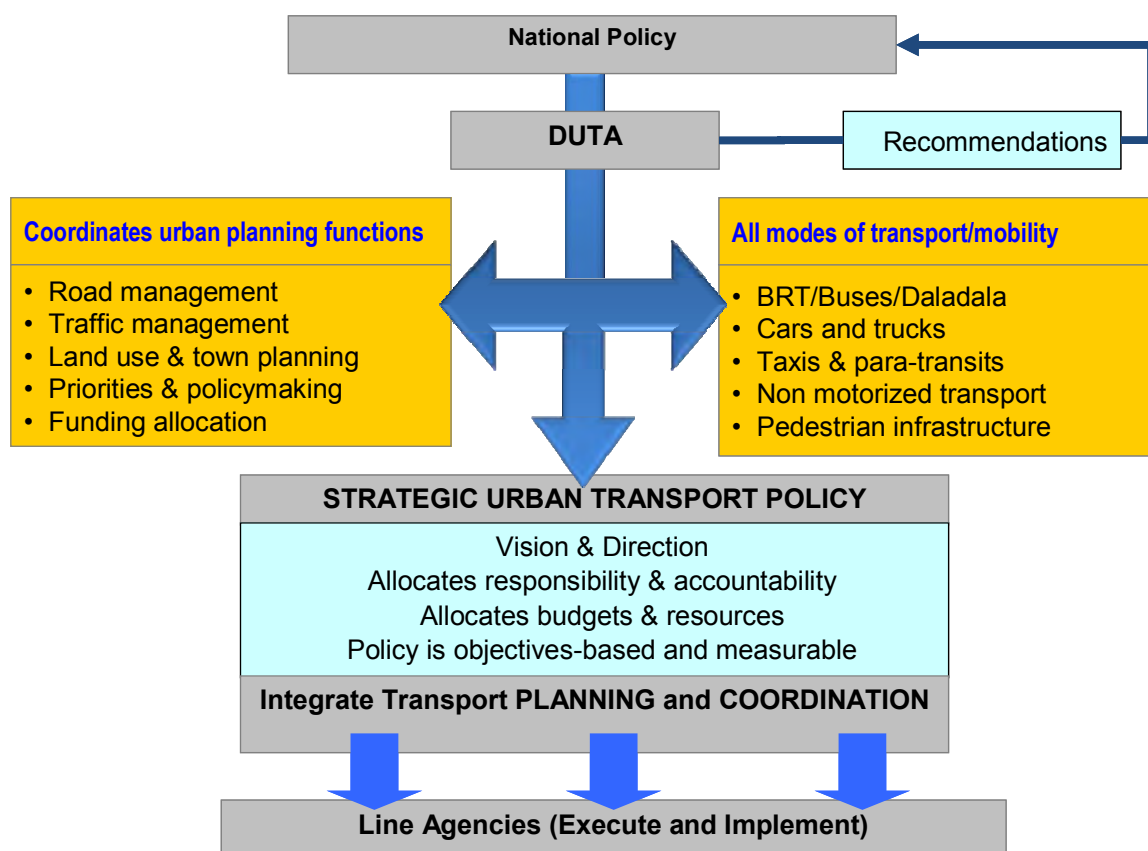 National Policy
DUTA
Recommendations
Coordinates urban planning functions
• Road management
• Traffic management
• Land use & town planning
• Priorities & policymaking
• Funding allocation
All modes of transport/mobility
• BRT/Buses/Daladala
• Cars and trucks
• Taxis & para-transits
• Non motorized transport
• Pedestrian infrastructure
STRATEGIC URBAN TRANSPORT POLICY
Vision & Direction
Allocates responsibility & accountability
Allocates budgets & resources
Policy is objectives-based and measurable
Integrate Transport PLANNING and COORDINATION
Line Agencies (Execute and Implement)